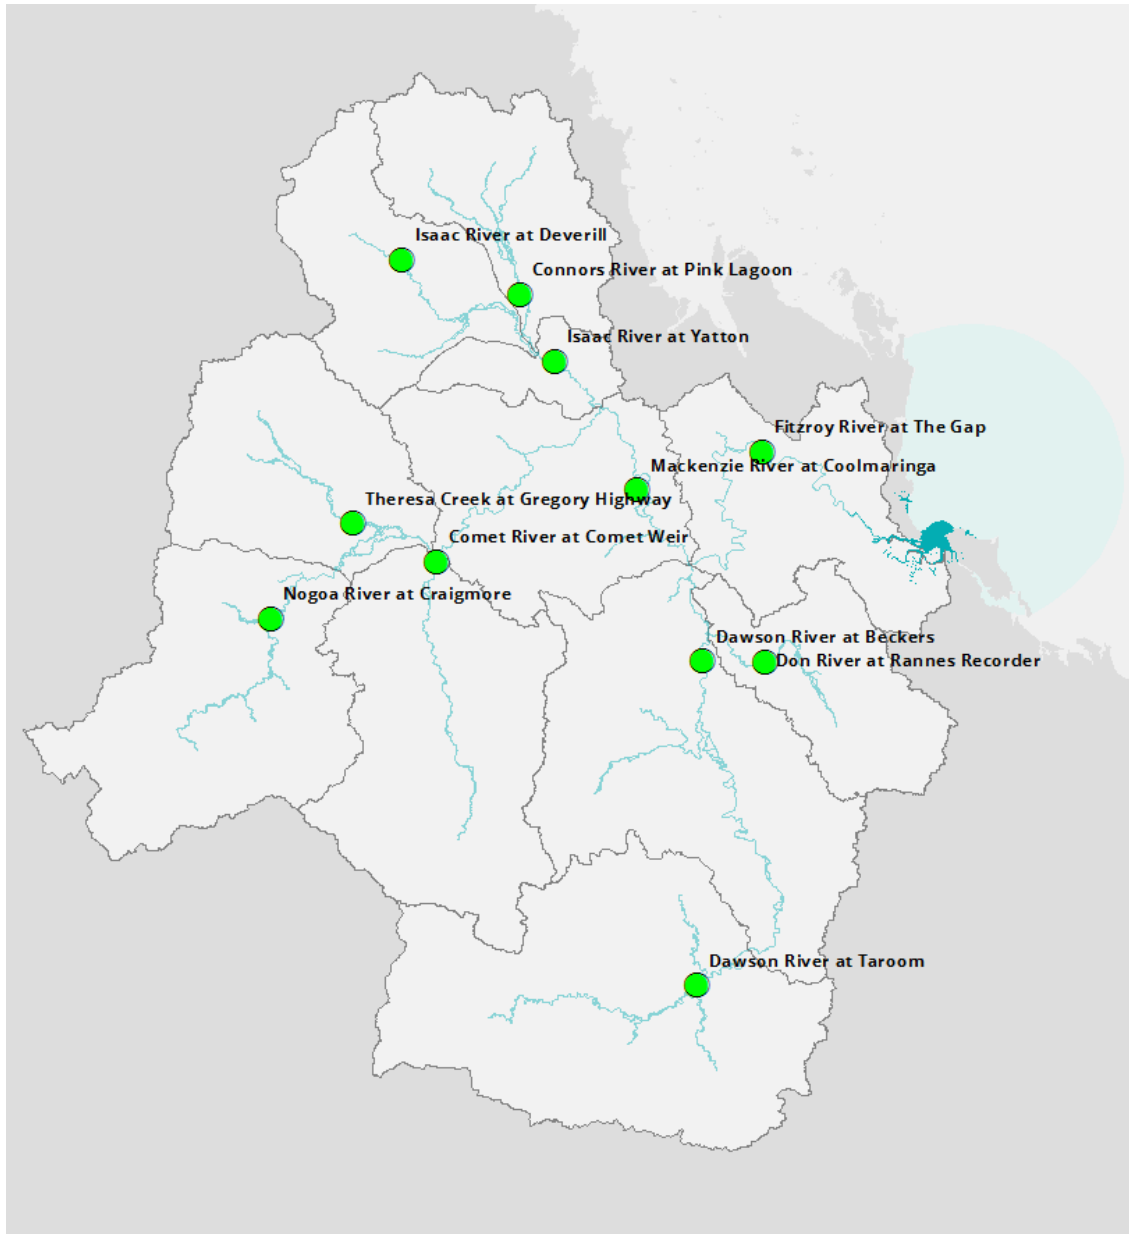 Isaac River at Deverill
Connors River at Pink Lagoon
Isaac River at Yatton
Fitzroy River at The Gap
Mackenzie River at Coolmaringa
Theresa Creek at Gregory Highway
Comet River at Comet Weir
Nogoa River at Craigmore
Dawson River at Beckers
Don River at Rannes Recorder
Dawson River at Taroom